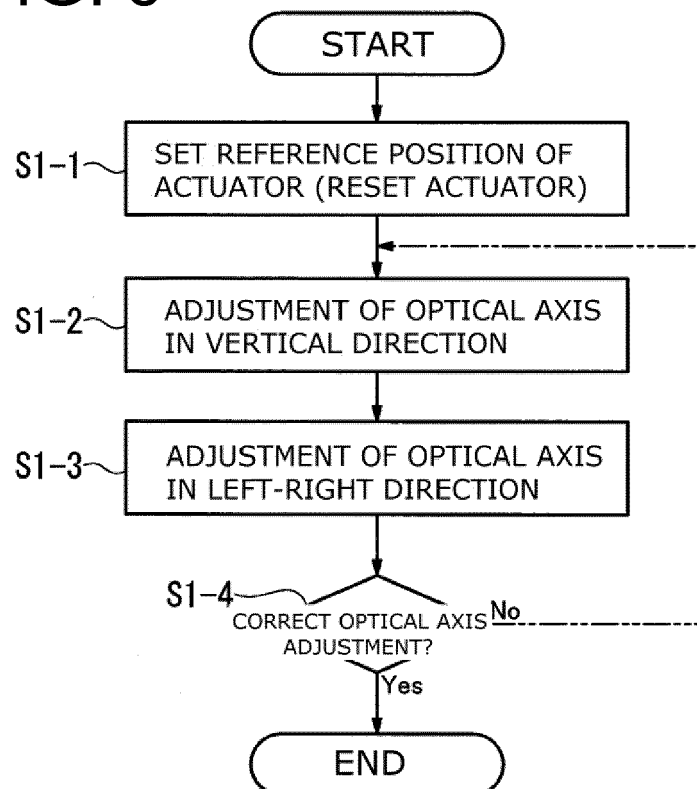 START
S1-1
SET REFERENCE POSITION OF
ACTUATOR (RESET ACTUATOR)
S1-2
ADJUSTMENT OF OPTICAL AXIS
IN VERTICAL DIRECTION
S1-3
ADJUSTMENT OF OPTICAL AXIS
IN LEFT-RIGHT DIRECTION
S1-4
CORRECT OPTICAL AXIS
ADJUSTMENT?
No
Yes
END